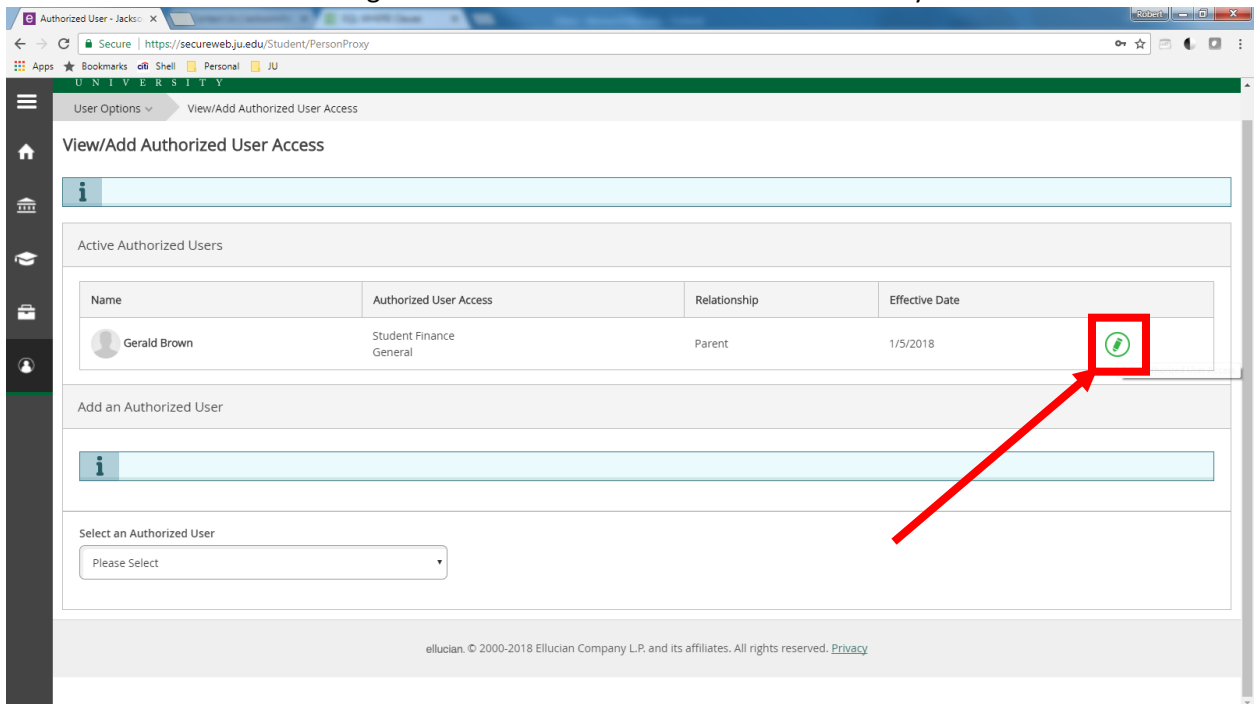 Authorized User - Jackso
Robert
Secure | https://secureweb.ju.edu/Student/PersonProxy
Apps Bookmarks citi Shell Personal JU
UNIVERSITY
User Options View/Add Authorized User Access
View/Add Authorized User Access
i
Active Authorized Users
Name Authorized User Access Relationship Effective Date
Gerald Brown Student Finance Parent 1/5/2018
General
Add an Authorized User
i
Select an Authorized User
Please Select
ellucian. © 2000-2018 Ellucian Company L.P. and its affiliates. All rights reserved. Privacy